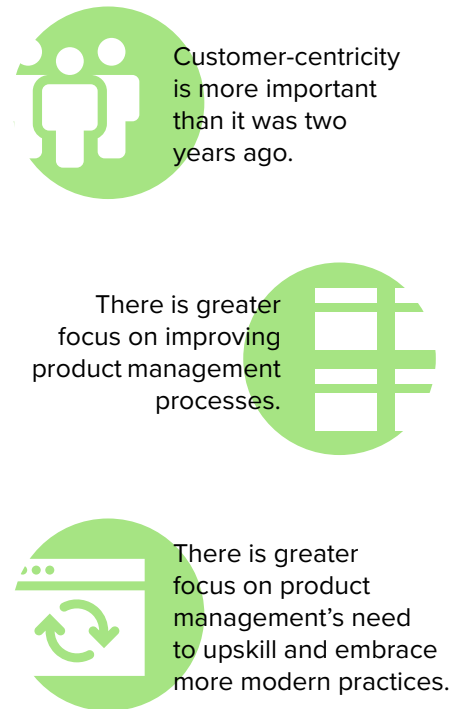 Customer-centricity
is more important
than it was two
years ago.
There is greater
focus on improving
product management
processes.
There is greater
focus on product
management’s need
to upskill and embrace
more modern practices.